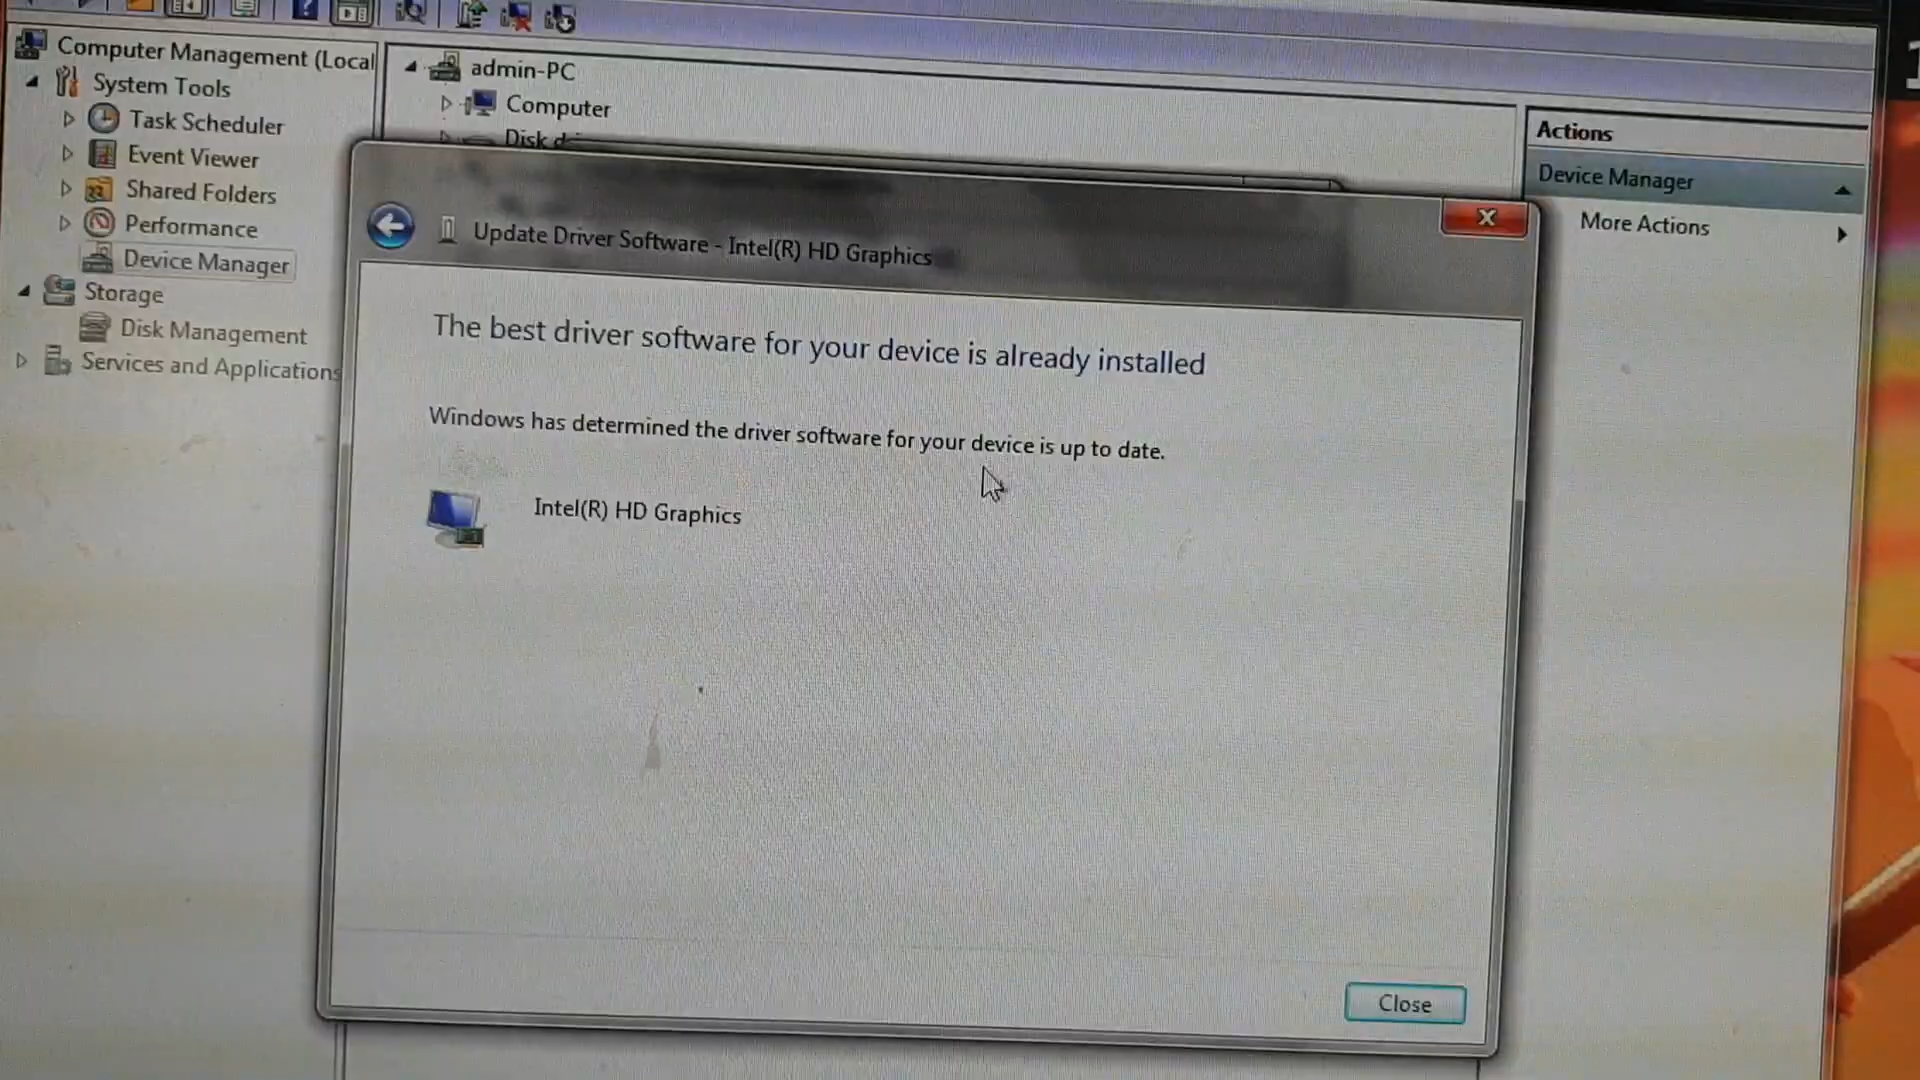 Computer Management (Local
System Tools
Task Scheduler
Event Viewer
Shared Folders
Performance
Device Manager
Storage
Disk Management
Services and Applications
admin-PC
Computer
Disk
Actions
Device Manager
More Actions
Update Driver Software - Intel(R) HD Graphics
The best driver software for your device is already installed
Windows has determined the driver software for your device is up to date.
Intel(R) HD Graphics
Close